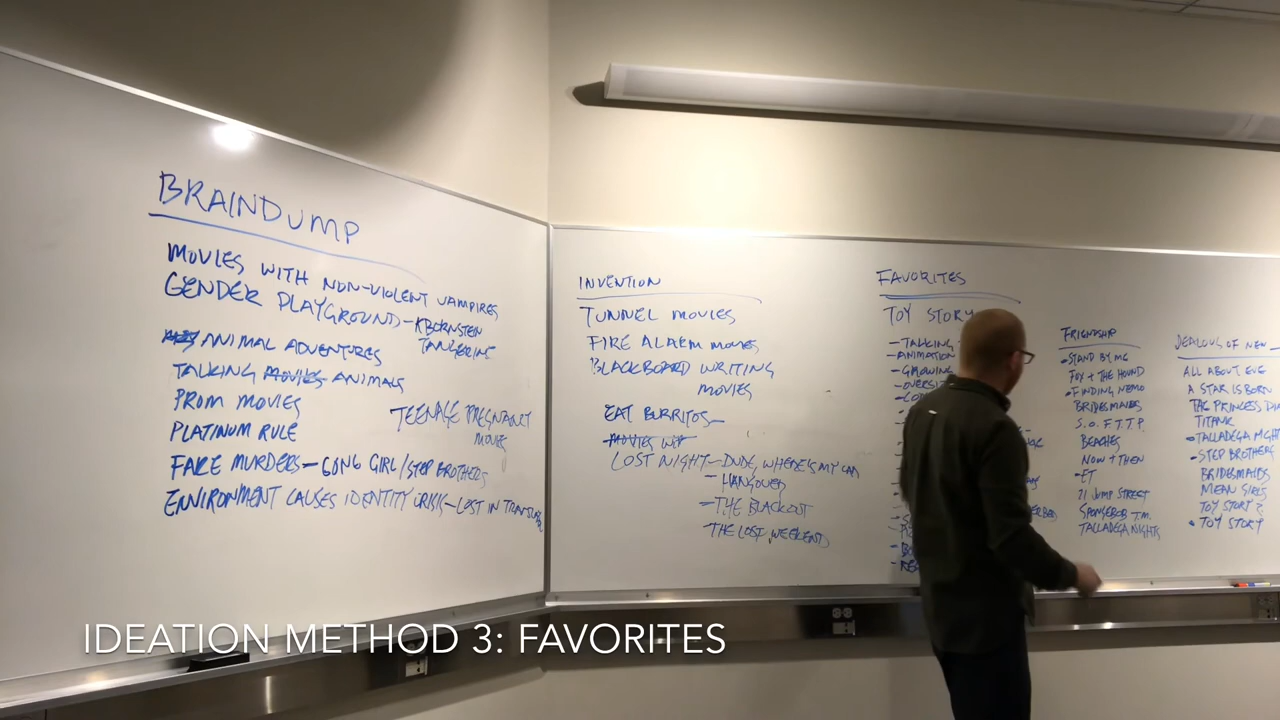 BRAINDUMP
MOVIES WITH NON-VIOLENT VAMPIRES
GENDER PLAYGROUND - KBORNSTEIN
TANGERINE
ANIMAL ADVENTURES
TALKING MOVIES ANIMALS
PROM MOVIES
TEENAGE PREGNANCY
MOVIES
PLATINUM RULE
FAKE MURDERS - GONE GIRL/STEP BROTHERS
ENVIRONMENT CAUSES IDENTITY CRISIS - LOST IN
INVENTION
TUNNEL MOVIES
FIRE ALARM MOVIES
BLACKBOARD WRITING
MOVIES
EAT BURRITOS-
MOVIES
LOST NIGHT - DUDE, WHERE'S MY CAR
- HANGOVER
- THE BLACKOUT
- THE LOST WEEKEND
FAVORITES
TOY STORY
- TALKING
- ANIMATION
- GROWING
FRIENDSHIP
• STAND BY ME
FOX + THE HOUND
• FINDING NEMO
BRIDESMAIDS
S.O.F.T.T.P.
BEACHES
NOW + THEN
• ET
21 JUMP STREET
SPONGEBOB T.M.
TALLADEGA NIGHTS
JEALOUS OF NEW
ALL ABOUT EVE
A STAR IS BORN
THE PRINCESS
TITANIC
• TALLADEGA
• STEP BROTHERS
BRIDESMAIDS
MEAN GIRLS
TOY STORY 2
• TOY STORY
IDEATION METHOD 3: FAVORITES